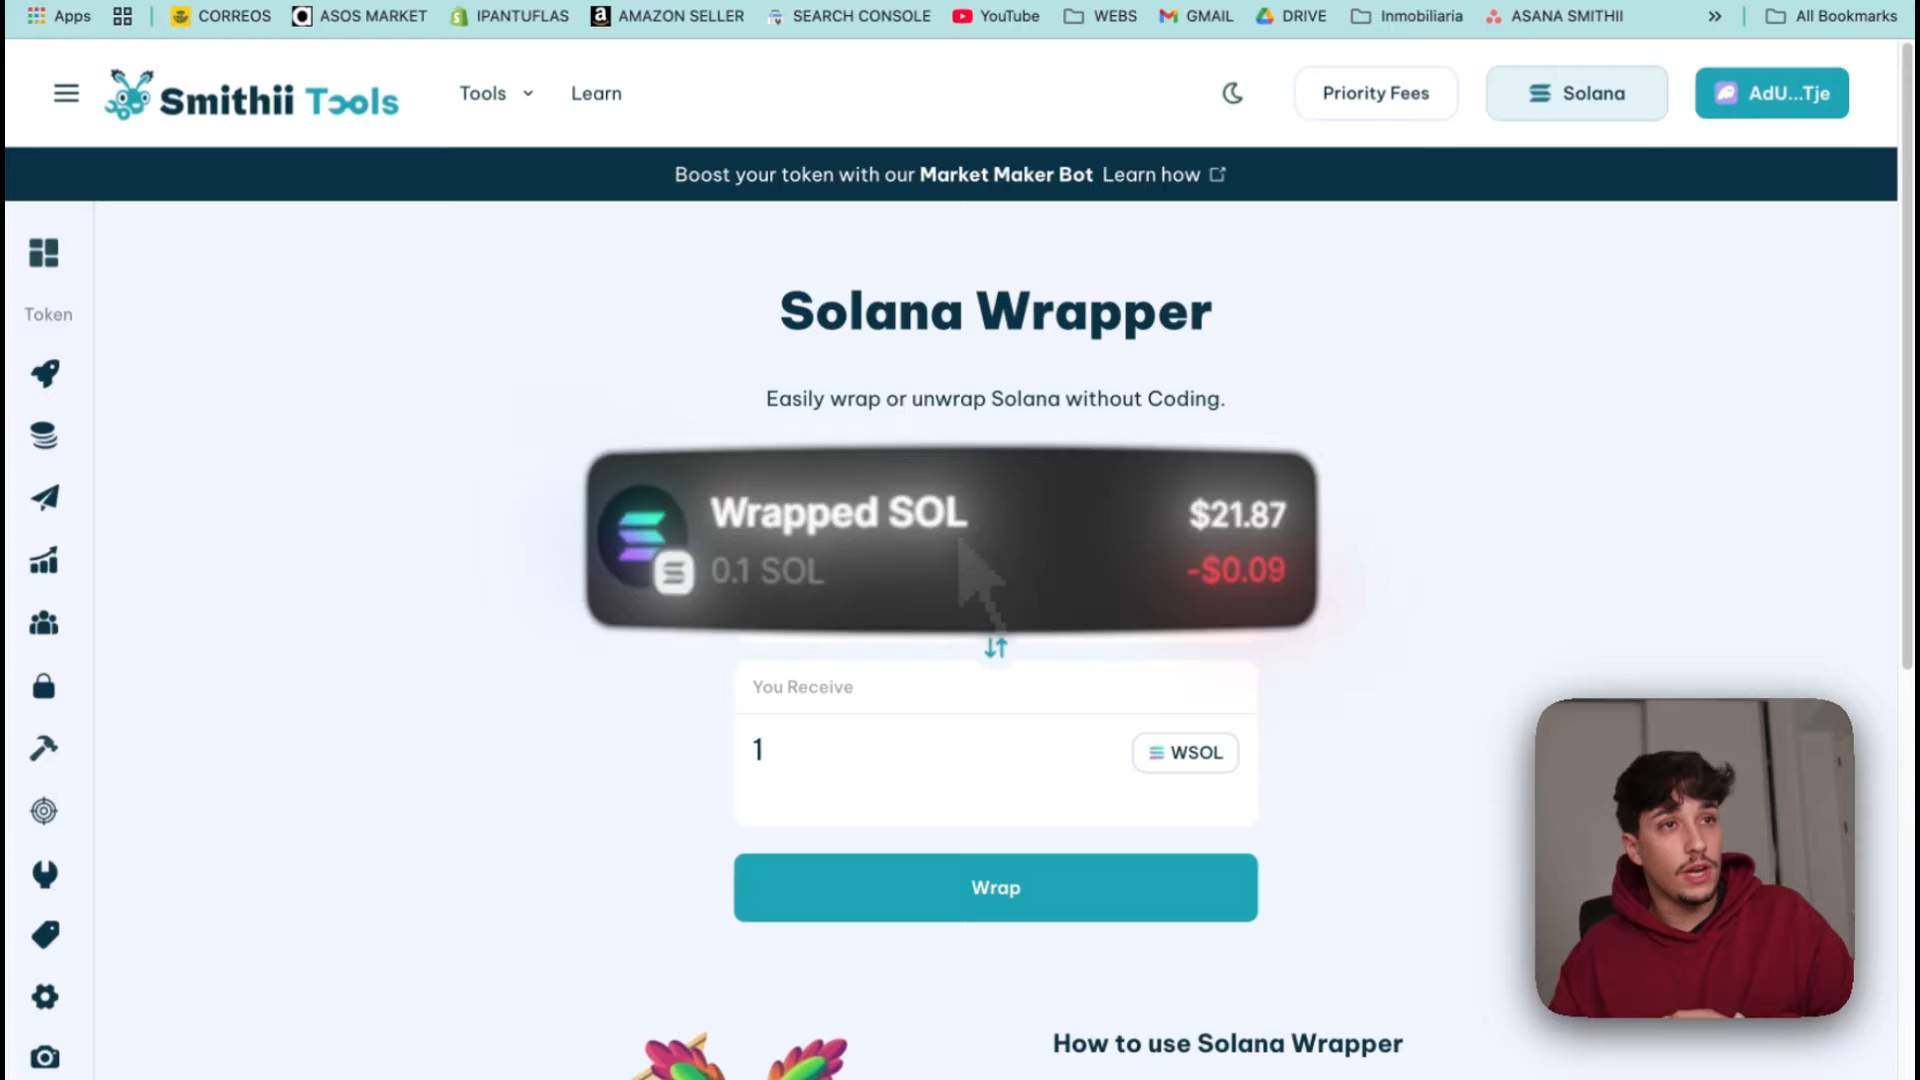 Apps
CORREOS
ASOS MARKET
IPANTUFLAS
AMAZON SELLER
SEARCH CONSOLE
YouTube
WEBS
GMAIL
DRIVE
Inmobiliaria
ASANA SMITHII
»
All Bookmarks
Smithii Tools
Tools
Learn
Priority Fees
Solana
AdU...Tje
Boost your token with our Market Maker Bot Learn how
Token
Solana Wrapper
Easily wrap or unwrap Solana without Coding.
Wrapped SOL
$21.87
0.1 SOL
-$0.09
You Receive
1
WSOL
Wrap
How to use Solana Wrapper